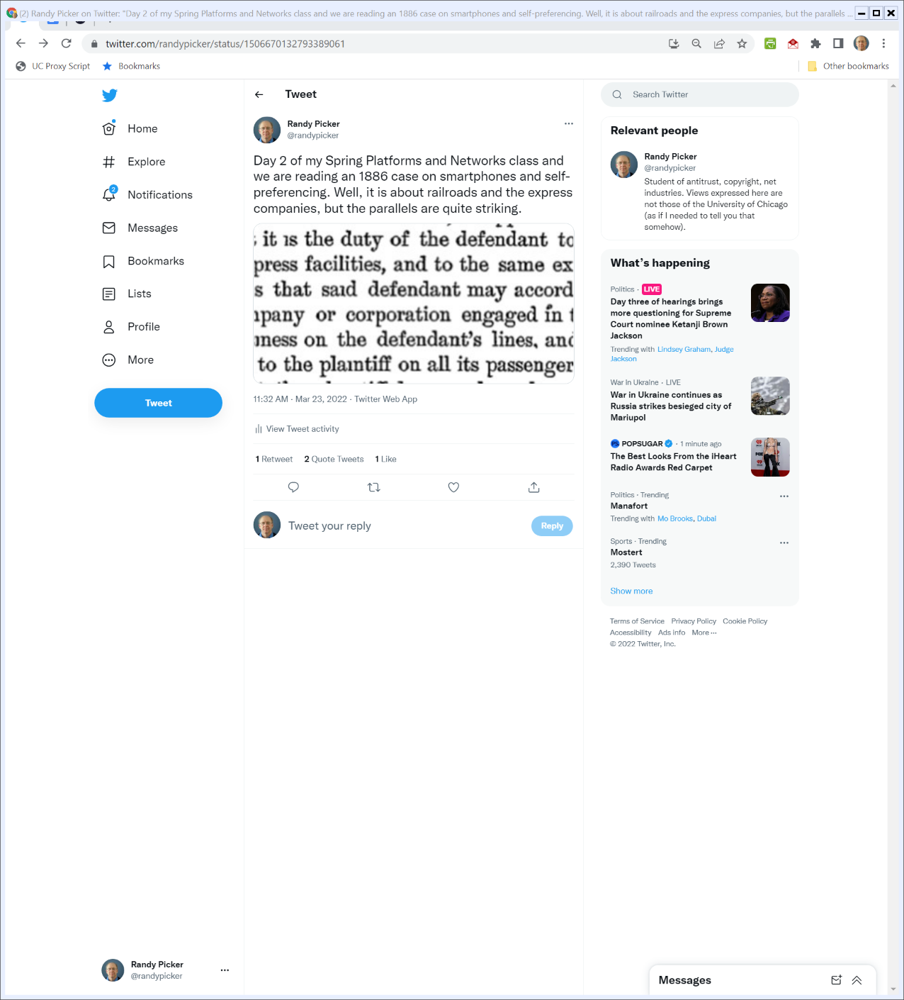 (2) Randy Picker on Twitter: "Day 2 of my Spring Platforms and Networks class and we are reading an 1886 case on smartphones and self-preferencing. Well, it is about railroads and the express companies, but the parallels ...
twitter.com/randypicker/status/1506670132793389061
UC Proxy Script
Bookmarks
Other bookmarks
Home
Explore
2
Notifications
Messages
Bookmarks
Lists
Profile
More
Tweet
Randy Picker
@randypicker
Tweet
Randy Picker
@randypicker
Day 2 of my Spring Platforms and Networks class and
we are reading an 1886 case on smartphones and self-
preferencing. Well, it is about railroads and the express
companies, but the parallels are quite striking.
it is the duty of the defendant to
press facilities, and to the same ex
s that said defendant may accord
pany or corporation engaged in t
ness on the defendant's lines, and
to the plaintiff on all its passenger
11:32 AM · Mar 23, 2022 · Twitter Web App
View Tweet activity
1 Retweet 2 Quote Tweets 1 Like
Tweet your reply
Reply
Search Twitter
Relevant people
Randy Picker
@randypicker
Student of antitrust, copyright, net
industries. Views expressed here are
not those of the University of Chicago
(as if I needed to tell you that
somehow).
What's happening
Politics · LIVE
Day three of hearings brings
more questioning for Supreme
Court nominee Ketanji Brown
Jackson
Trending with Lindsey Graham, Judge
Jackson
War in Ukraine · LIVE
War in Ukraine continues as
Russia strikes besieged city of
Mariupol
PS POPSUGAR · 1 minute ago
The Best Looks From the iHeart
Radio Awards Red Carpet
Politics · Trending
Manafort
Trending with Mo Brooks, Dubai
Sports · Trending
Mostert
2,390 Tweets
Show more
Terms of Service Privacy Policy Cookie Policy
Accessibility Ads info More ···
© 2022 Twitter, Inc.
Messages